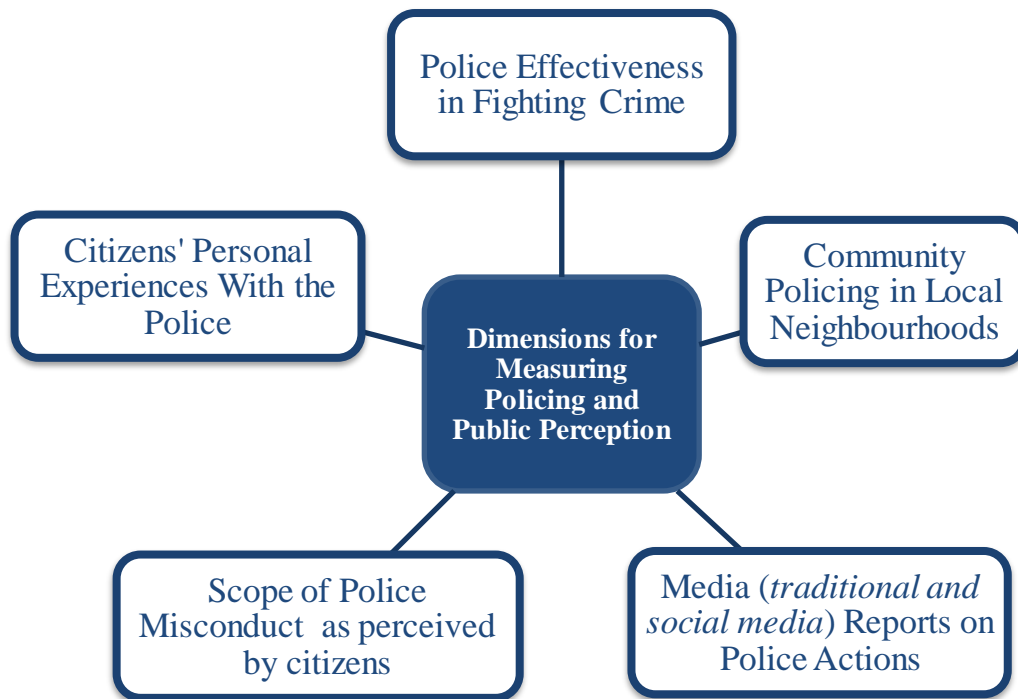 Police Effectiveness
in Fighting Crime
Citizens' Personal
Experiences With the
Police
Community
Policing in Local
Neighbourhoods
Dimensions for
Measuring
Policing and
Public Perception
Scope of Police
Misconduct as perceived
by citizens
Media (traditional and
social media) Reports on
Police Actions